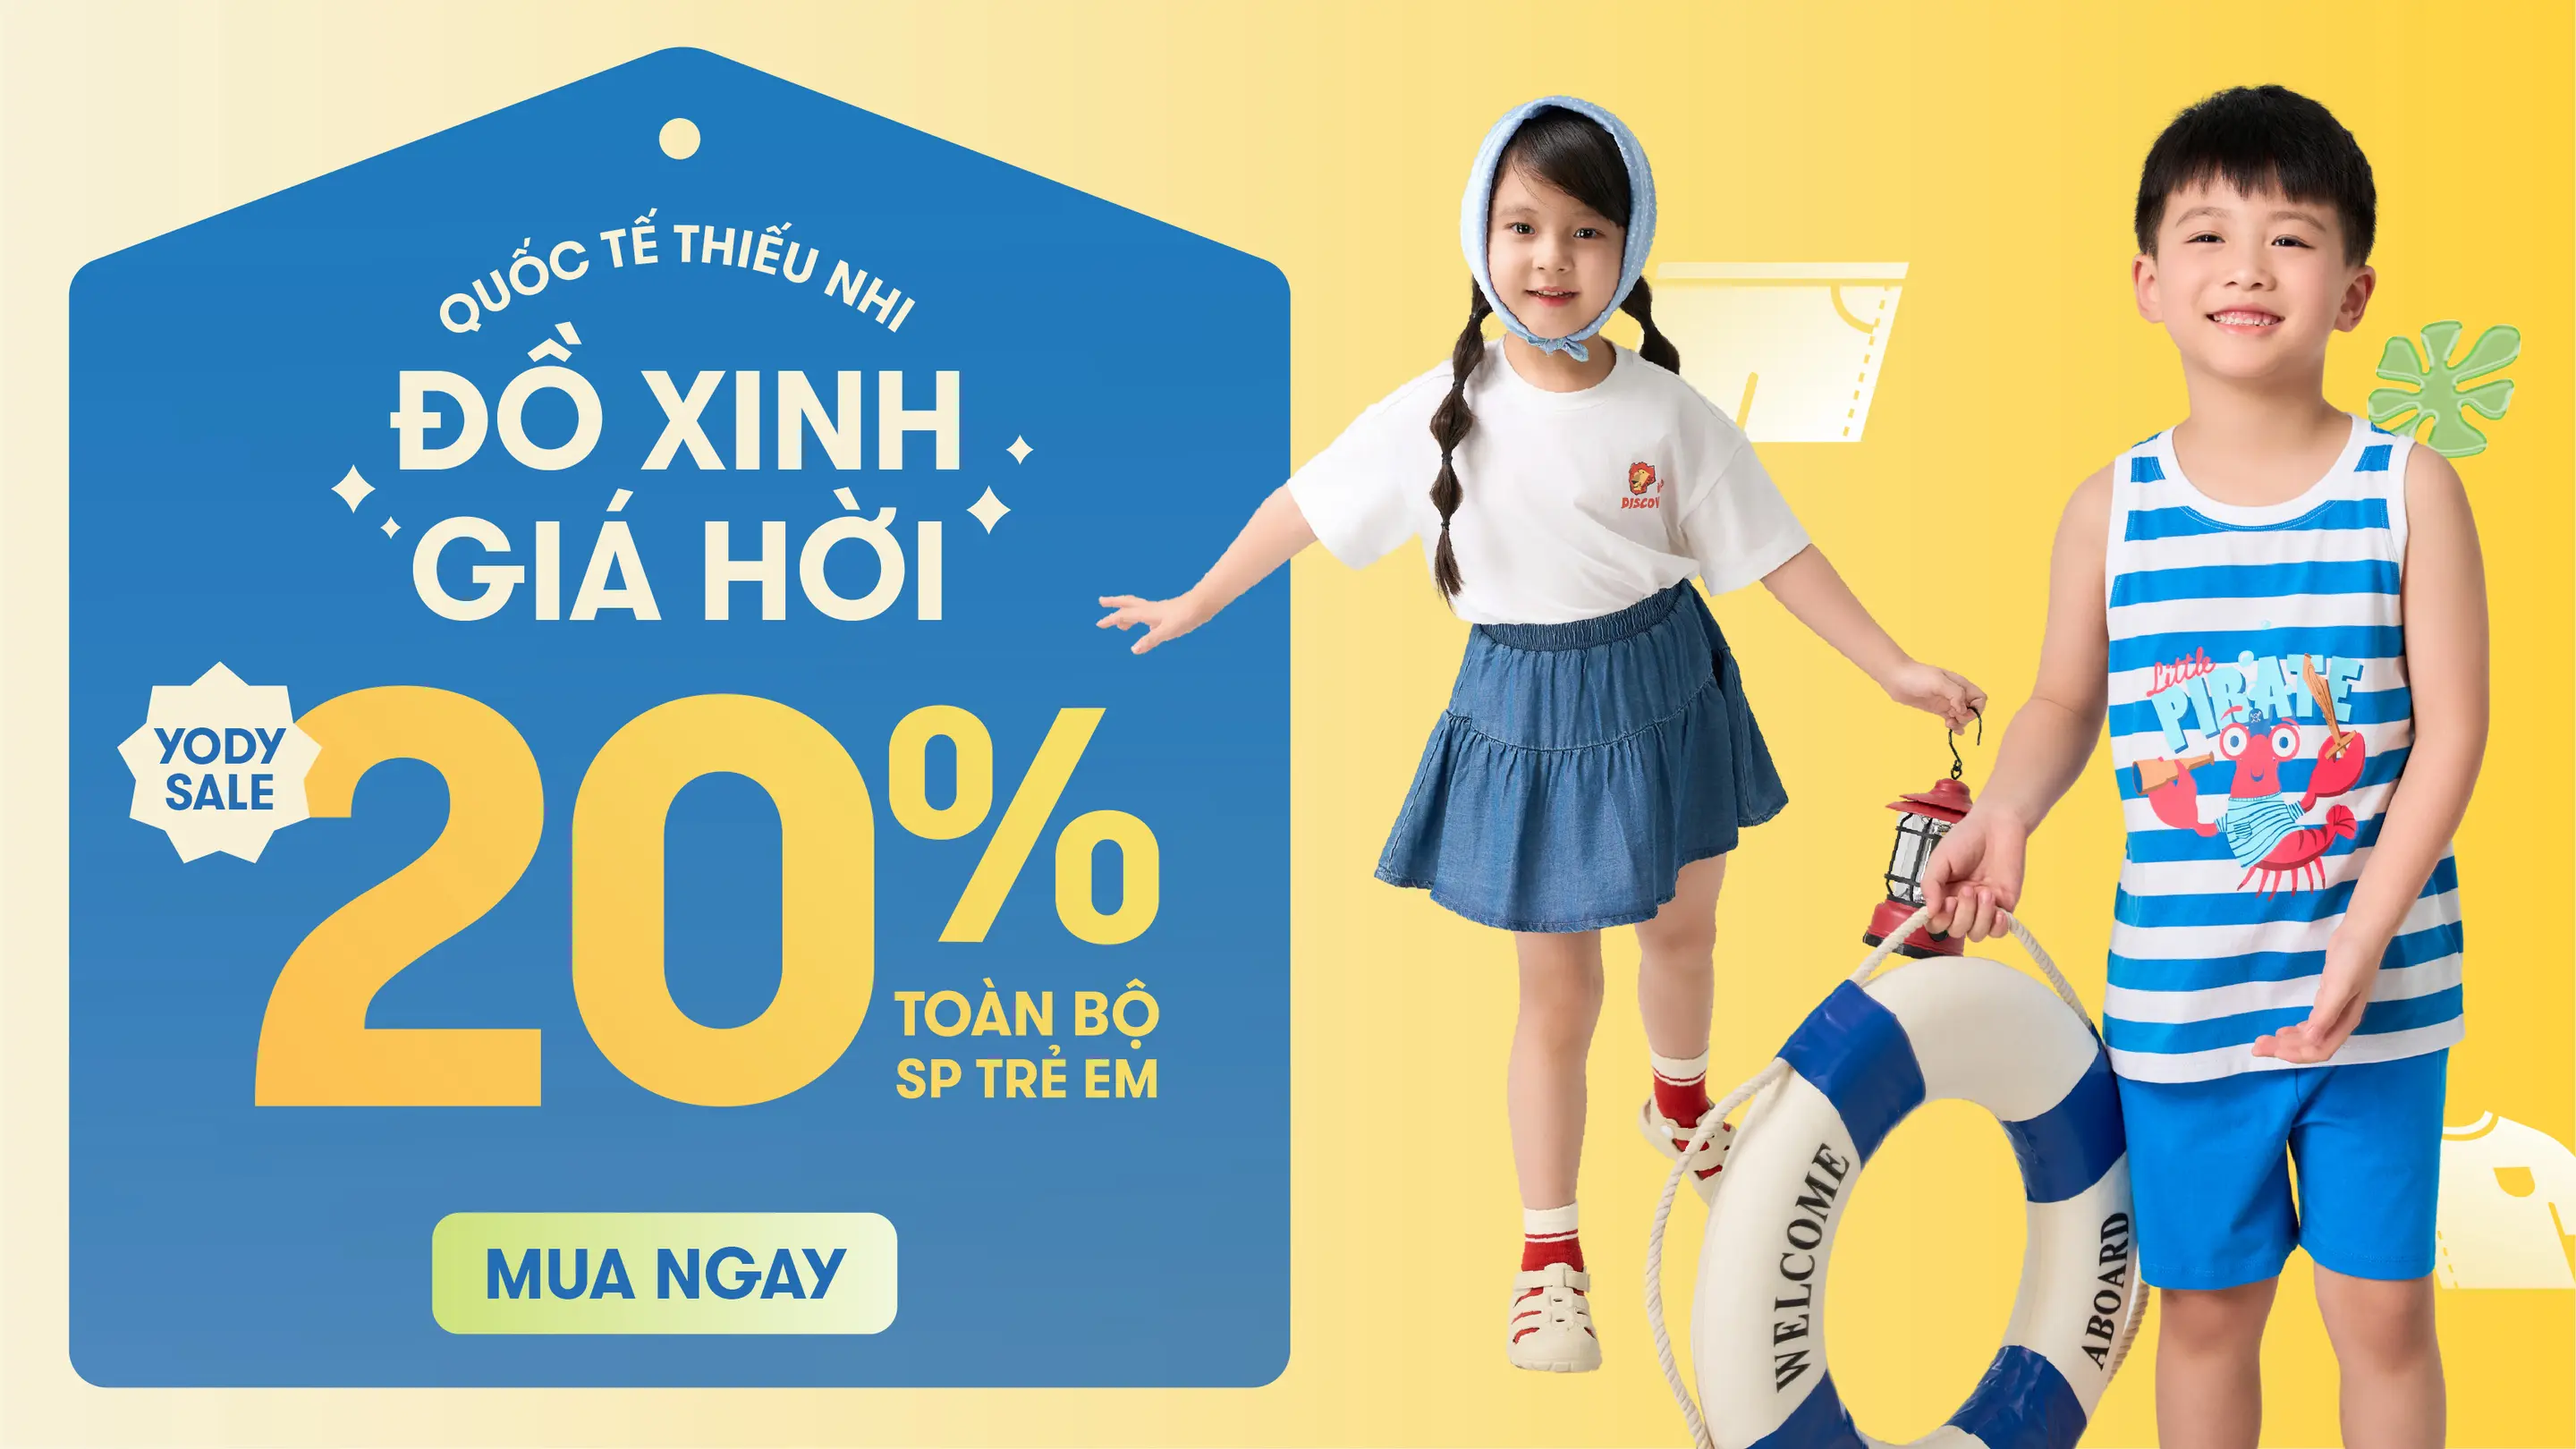 QUỐC TẾ THIẾU NHI
ĐỒ XINH
GIÁ HỜI
YODY
SALE
20%
TOÀN BỘ
SP TRẺ EM
MUA NGAY
Little
PIRATE
WELCOME
ABOARD